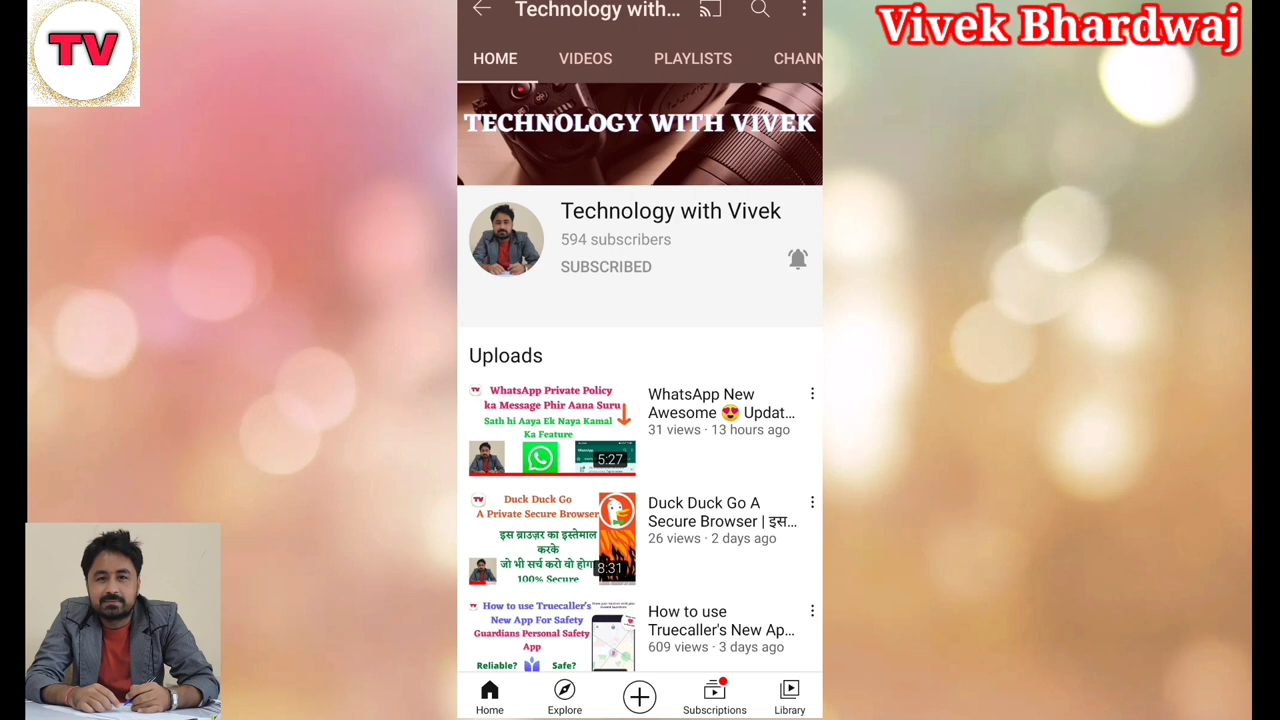 TV
Vivek Bhardwaj
Technology with...
HOME VIDEOS PLAYLISTS CHANN
TECHNOLOGY WITH VIVEK
Technology with Vivek
594 subscribers
SUBSCRIBED
Uploads
TV
WhatsApp Private Policy
ka Message Phir Aana Suru
Sath hi Aaya Ek Naya Kamal
Ka Feature
5:27
WhatsApp New
Awesome 😍 Updat...
31 views · 13 hours ago
TV
Duck Duck Go
A Private Secure Browser
इस ब्राउज़र का इस्तेमाल
करके
जो भी सर्च करो वो होगा
100% Secure
8:31
Duck Duck Go A
Secure Browser | इस...
26 views · 2 days ago
TV
How to use Truecaller's
New App For Safety
Guardians Personal Safety
App
Reliable? Safe?
How to use
Truecaller's New Ap...
609 views · 3 days ago
Home Explore Subscriptions Library